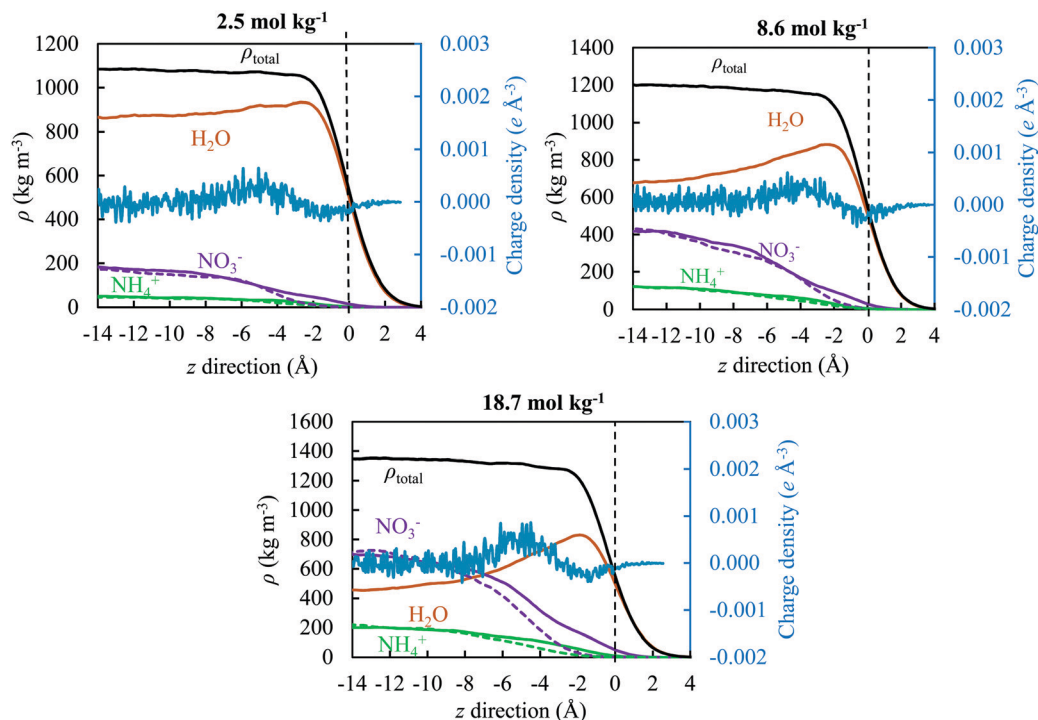 2.5 mol kg-1
1200
1000
800
600
400
200
0
ρ (kg m-3)
ρtotal
H2O
NO3-
NH4+
0.003
0.002
0.001
0.000
-0.001
-0.002
Charge density (e Å-3)
-14 -12 -10 -8 -6 -4 -2 0 2 4
z direction (Å)
8.6 mol kg-1
1400
1200
1000
800
600
400
200
0
ρ (kg m-3)
ρtotal
H2O
NO3-
NH4+
0.003
0.002
0.001
0.000
-0.001
-0.002
Charge density (e Å-3)
-14 -12 -10 -8 -6 -4 -2 0 2 4
z direction (Å)
18.7 mol kg-1
1600
1400
1200
1000
800
600
400
200
0
ρ (kg m-3)
ρtotal
NO3-
H2O
NH4+
0.003
0.002
0.001
0.000
-0.001
-0.002
Charge density (e Å-3)
-14 -12 -10 -8 -6 -4 -2 0 2 4
z direction (Å)